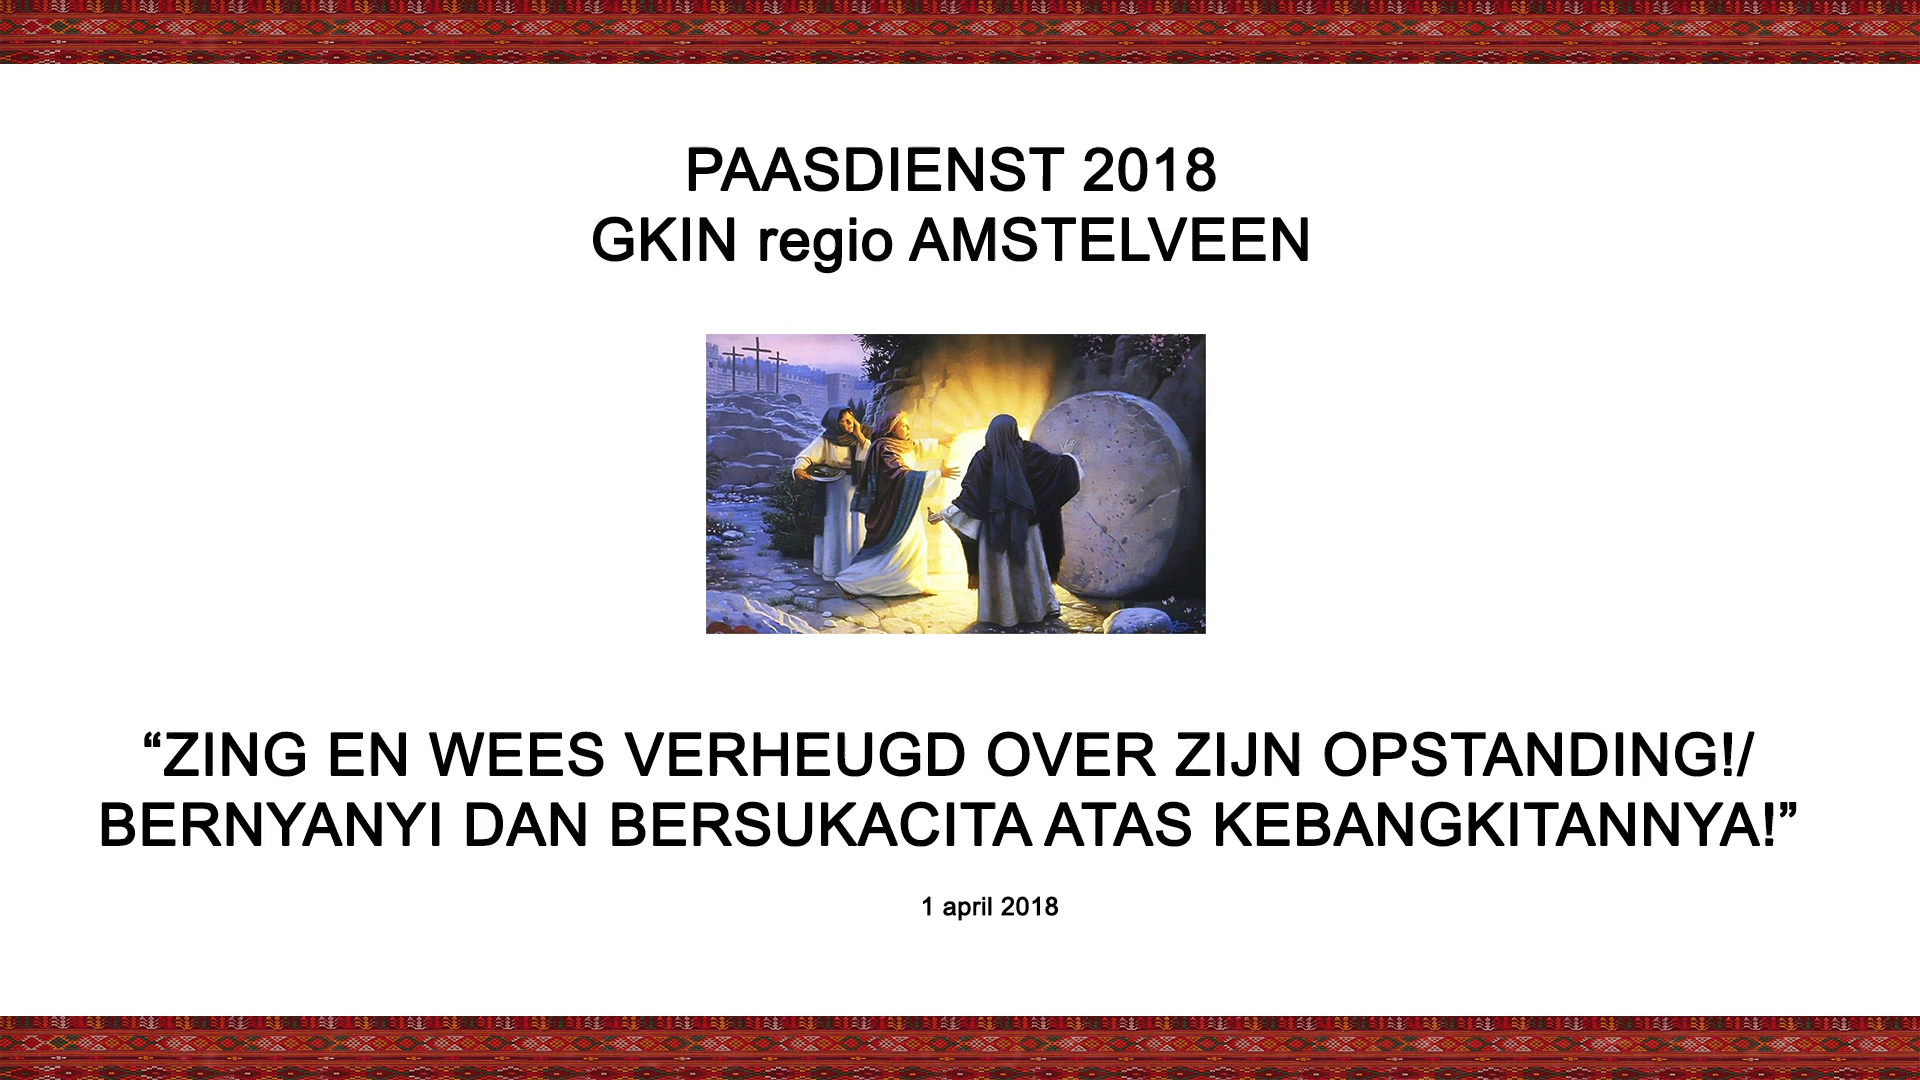 PAASDIENST 2018
GKIN regio AMSTELVEEN
“ZING EN WEES VERHEUGD OVER ZIJN OPSTANDING!/
BERNYANYI DAN BERSUKACITA ATAS KEBANGKITANNYA!”
1 april 2018